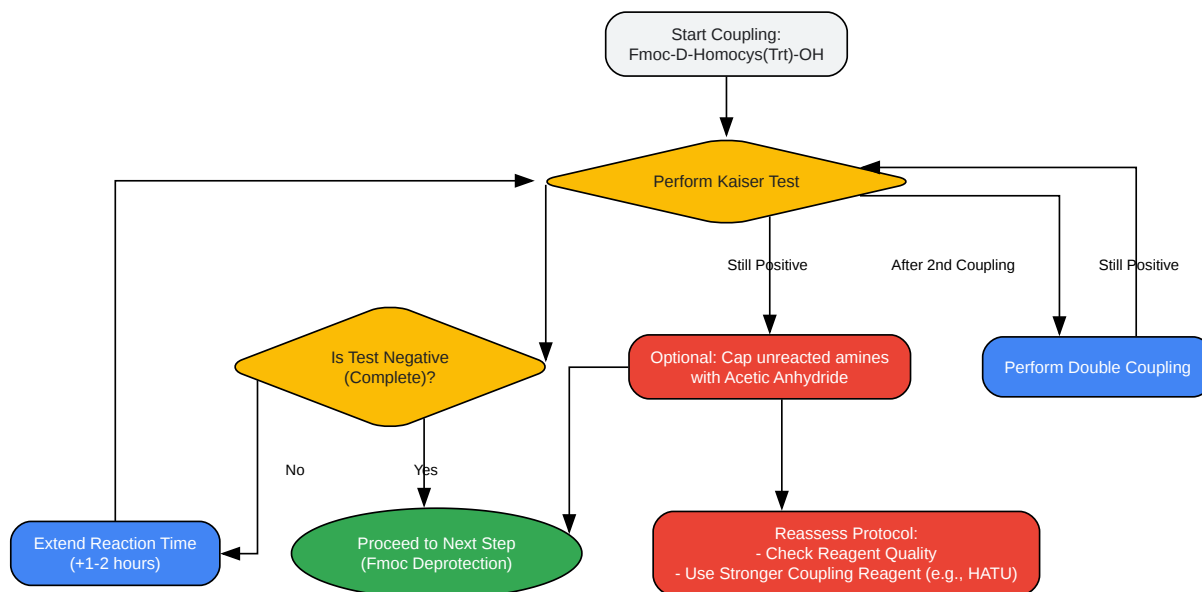 Start Coupling:
Fmoc-D-Homocys(Trt)-OH
Perform Kaiser Test
Still Positive
After 2nd Coupling
Still Positive
Is Test Negative
(Complete)?
Optional: Cap unreacted amines
with Acetic Anhydride
Perform Double Coupling
No
Yes
Extend Reaction Time
(+1-2 hours)
Proceed to Next Step
(Fmoc Deprotection)
Reassess Protocol:
- Check Reagent Quality
- Use Stronger Coupling Reagent (e.g., HATU)